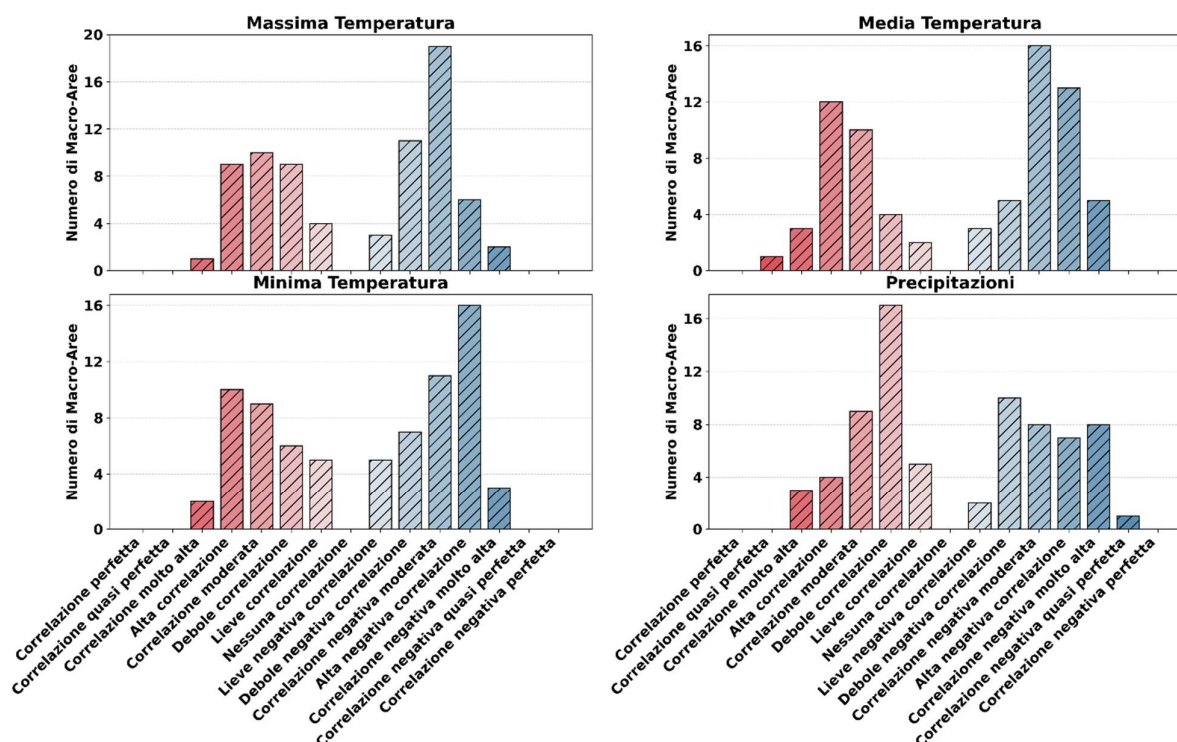 Massima Temperatura
Numero di Macro-Aree
20
16
12
8
4
0
Media Temperatura
Numero di Macro-Aree
16
12
8
4
0
Minima Temperatura
Numero di Macro-Aree
16
12
8
4
0
Correlazione perfetta
Correlazione quasi perfetta
Correlazione molto alta
Alta correlazione
Correlazione moderata
Debole correlazione
Lieve correlazione
Nessuna correlazione
Lieve negativa correlazione
Debole negativa correlazione
Correlazione negativa moderata
Alta negativa correlazione
Correlazione negativa molto alta
Correlazione negativa quasi perfetta
Correlazione negativa perfetta
Precipitazioni
Numero di Macro-Aree
16
12
8
4
0
Correlazione perfetta
Correlazione quasi perfetta
Correlazione molto alta
Alta correlazione
Correlazione moderata
Debole correlazione
Lieve correlazione
Nessuna correlazione
Lieve negativa correlazione
Debole negativa correlazione
Correlazione negativa moderata
Alta negativa correlazione
Correlazione negativa molto alta
Correlazione negativa quasi perfetta
Correlazione negativa perfetta